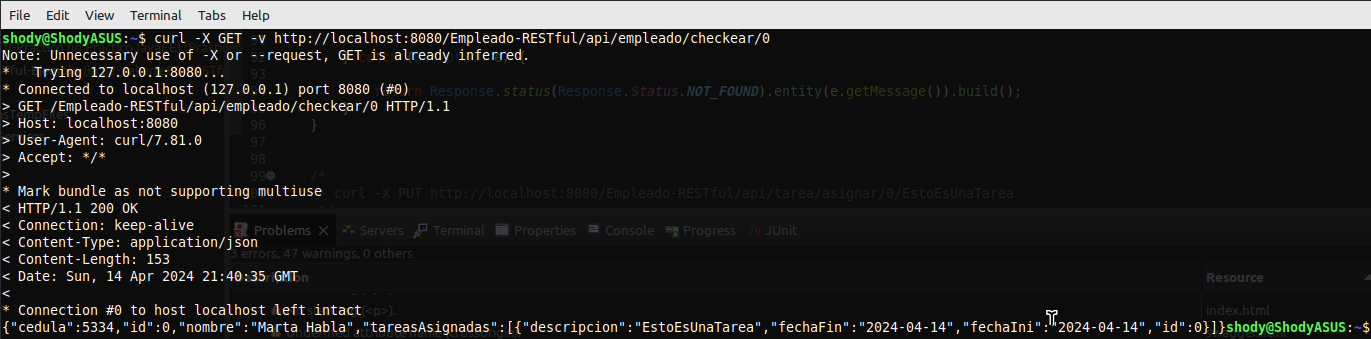 File Edit View Terminal Tabs Help
shody@ShodyASUS:~$ curl -X GET -v http://localhost:8080/Empleado-RESTful/api/empleado/checkear/0
Note: Unnecessary use of -X or --request, GET is already inferred.
* Trying 127.0.0.1:8080...
93
* Connected to localhost (127.0.0.1) port 8080 (#0)
Response.status(Response.Status.NOT_FOUND).entity(e.getMessage()).build();
> GET /Empleado-RESTful/api/empleado/checkear/0 HTTP/1.1
> Host: localhost:8080
96 }
> User-Agent: curl/7.81.0
97
> Accept: */*
98
>
99 /*
* Mark bundle as not supporting multiuse
* curl -X PUT http://localhost:8080/Empleado-RESTful/api/tarea/asignar/0/EstoEsUnaTarea
< HTTP/1.1 200 OK
< Connection: keep-alive
Problems Servers Terminal Properties Console Progress JUnit
< Content-Type: application/json
errors, 47 warnings, 0 others
< Content-Length: 153
< Date: Sun, 14 Apr 2024 21:40:35 GMT
Resource
<
* Connection #0 to host localhost left intact
(<p>).
index.html
{"cedula":5334,"id":0,"nombre":"Marta Habla","tareasAsignadas":[{"descripcion":"EstoEsUnaTarea","fechaFin":"2024-04-14","fechaIni":"2024-04-14","id":0}]}shody@ShodyASUS:~$